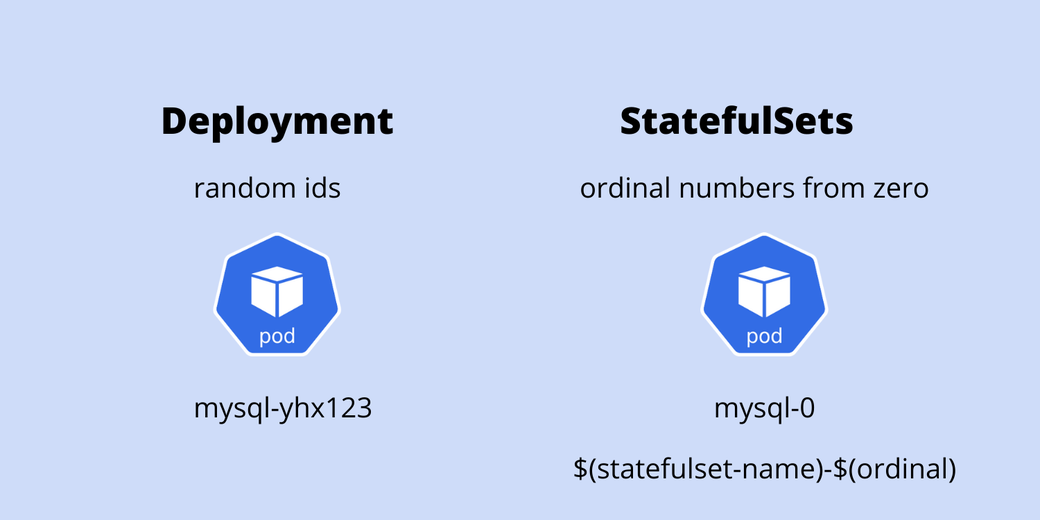 Deployment
random ids
pod
mysql-yhx123
StatefulSets
ordinal numbers from zero
pod
mysql-0
$(statefulset-name)-$(ordinal)